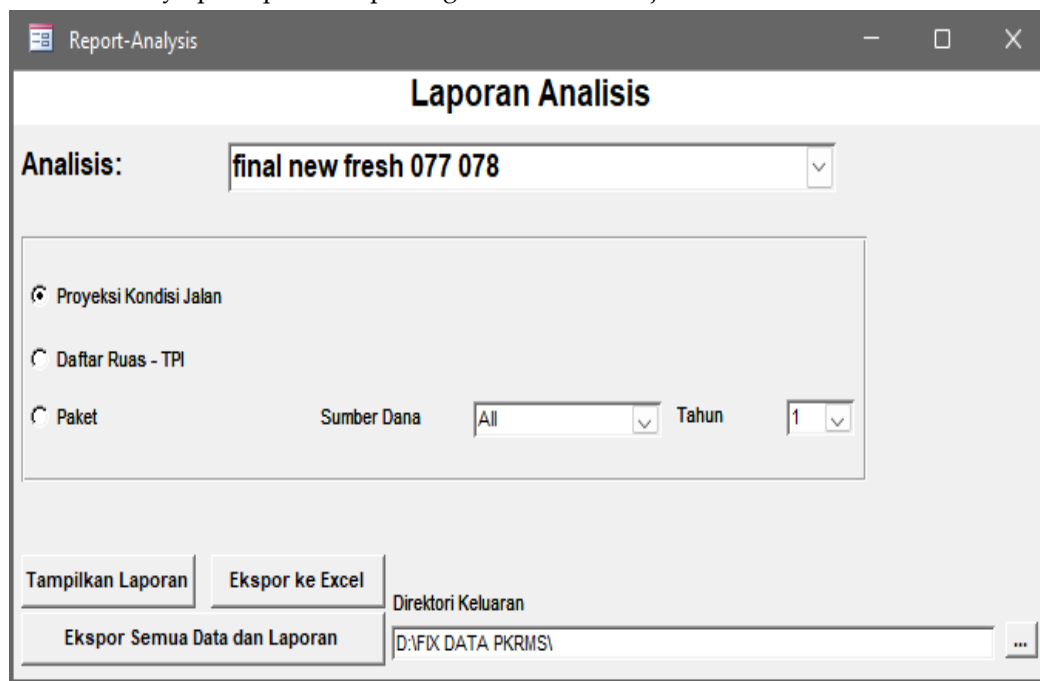 Report-Analysis
Laporan Analisis
Analisis: final new fresh 077 078
Proyeksi Kondisi Jalan
Daftar Ruas - TPI
Paket Sumber Dana All Tahun 1
Tampilkan Laporan Ekspor ke Excel
Direktori Keluaran
Ekspor Semua Data dan Laporan D:\FIX DATA PKRMS\ ...